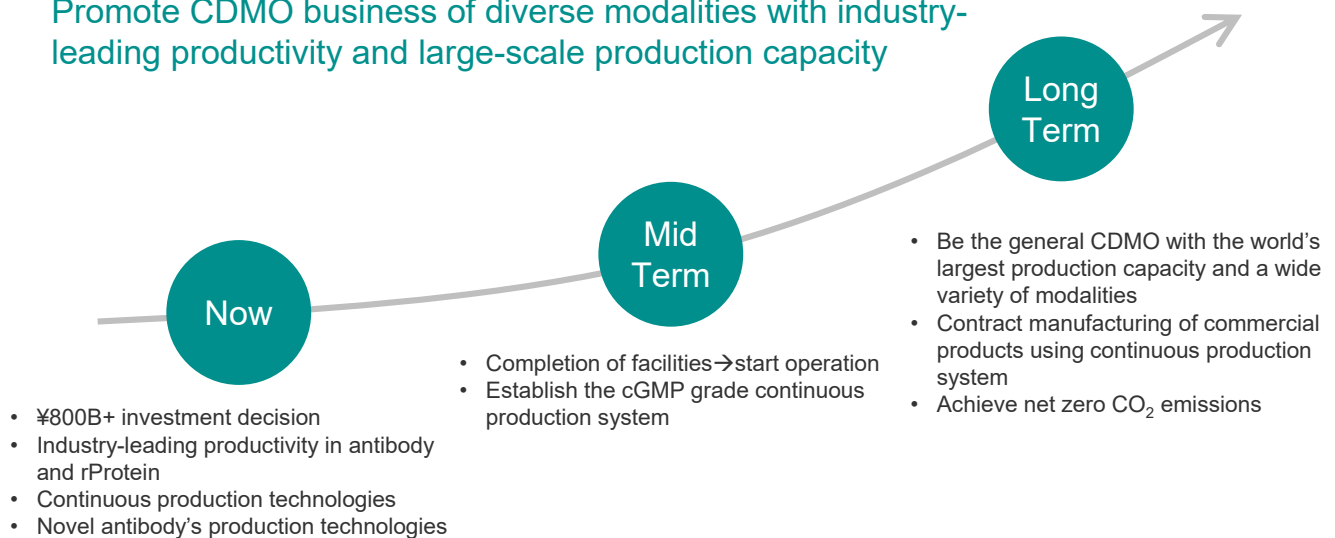 Promote CDMO business of diverse modalities with industry-
leading productivity and large-scale production capacity
Now
• ¥800B+ investment decision
• Industry-leading productivity in antibody
and rProtein
• Continuous production technologies
• Novel antibody's production technologies
Mid
Term
• Completion of facilities→start operation
• Establish the cGMP grade continuous
production system
Long
Term
• Be the general CDMO with the world's
largest production capacity and a wide
variety of modalities
• Contract manufacturing of commercial
products using continuous production
system
• Achieve net zero CO₂ emissions